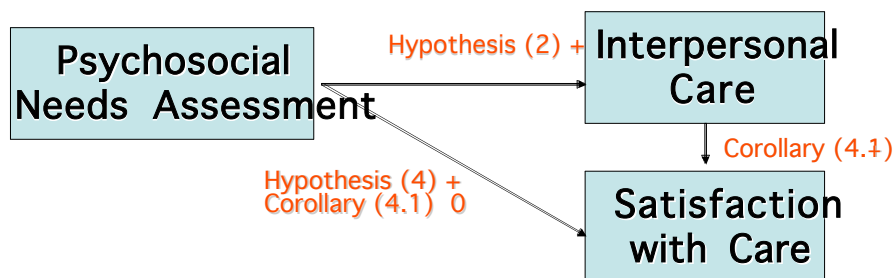 Psychosocial
Needs Assessment
Hypothesis (2) +
Interpersonal
Care
Corollary (4.1)
Hypothesis (4) +
Corollary (4.1) 0
Satisfaction
with Care